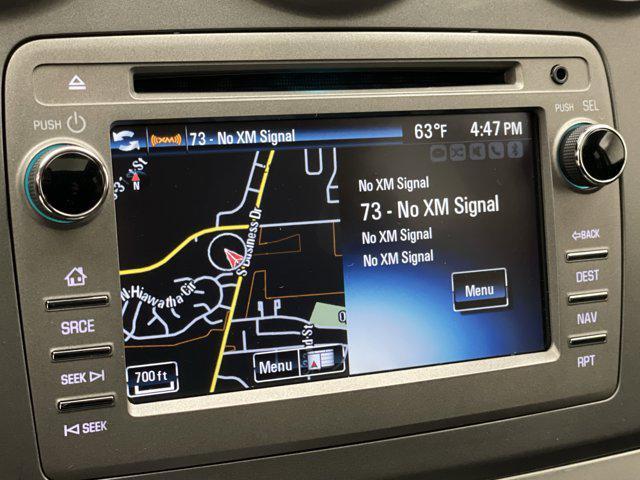 PUSH
XM
73 - No XM Signal
63°F
4:47 PM
PUSH SEL
No XM Signal
73 - No XM Signal
No XM Signal
No XM Signal
Menu
St
N
S Business Dr
N Hiawatha Cir
St
700 ft
Menu
SRCE
SEEK
SEEK
BACK
DEST
NAV
RPT